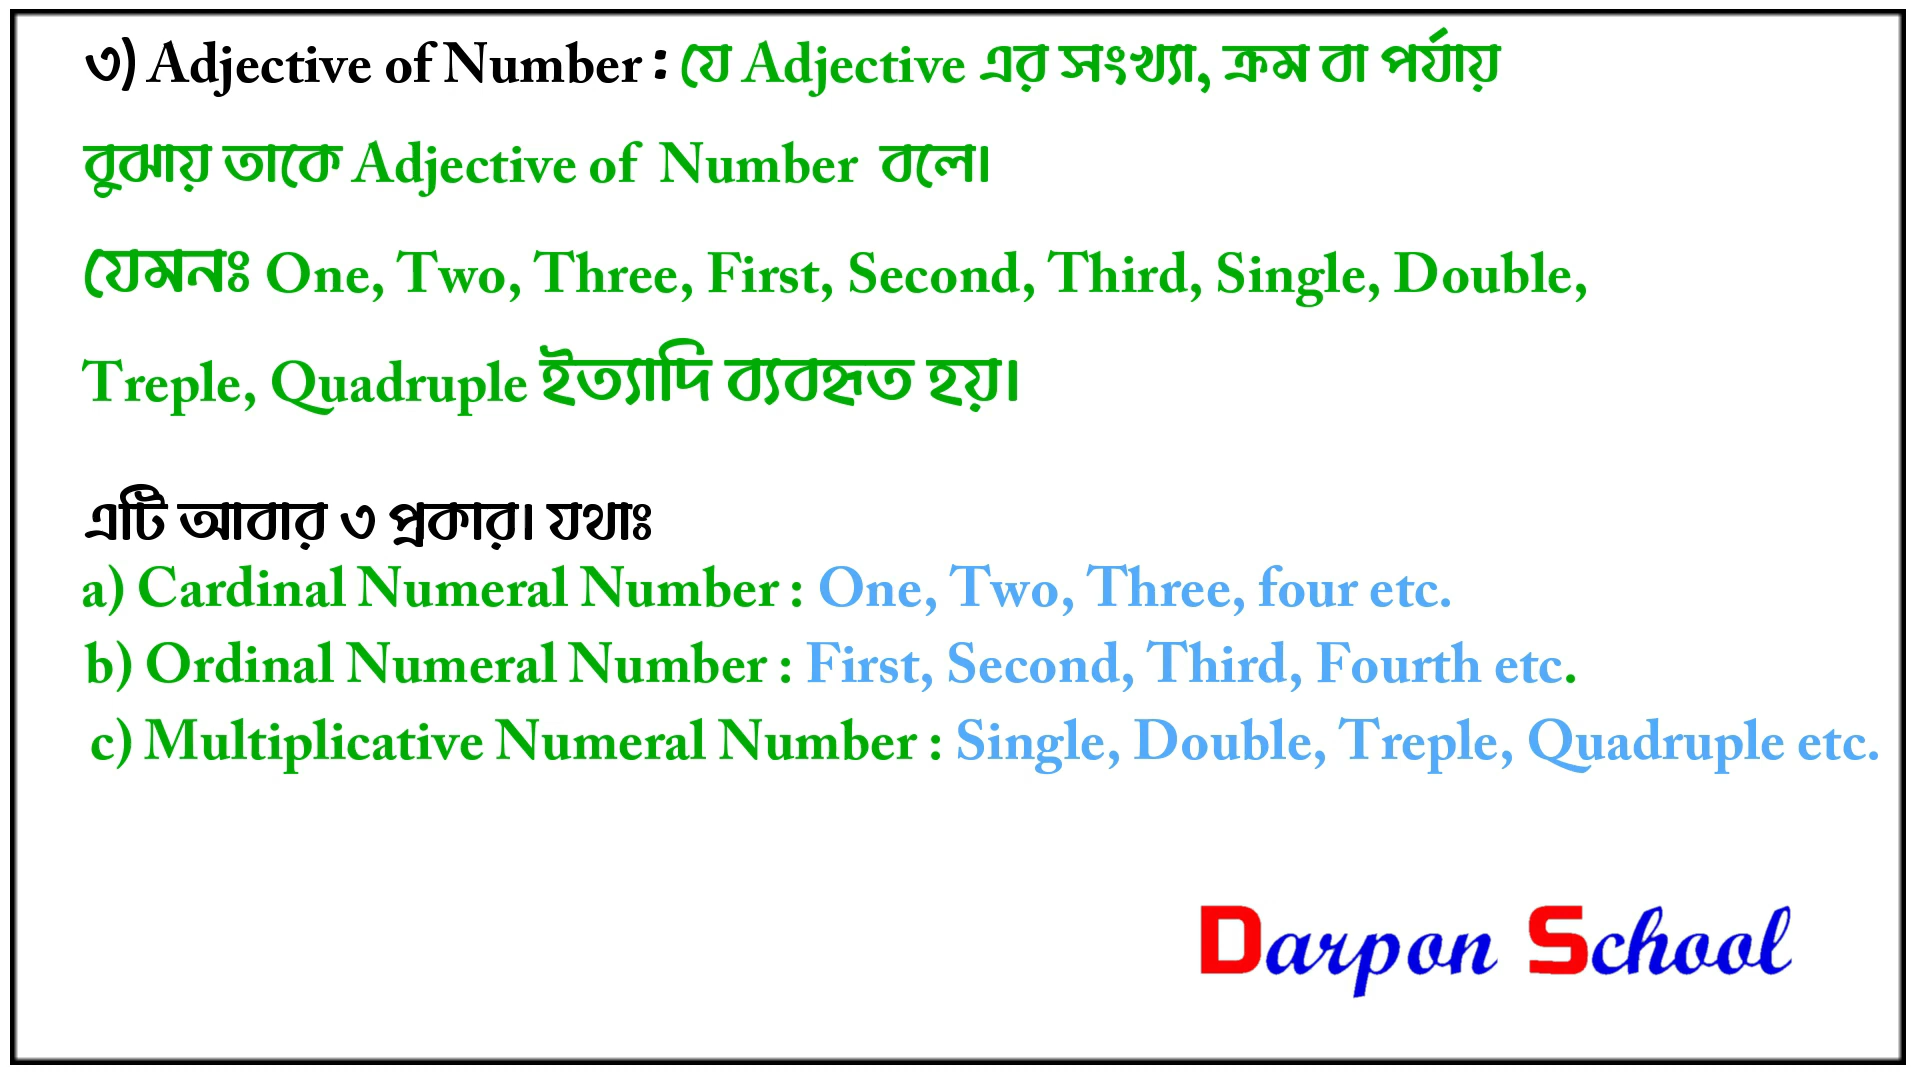 ৩) Adjective of Number : যে Adjective এর সংখ্যা, ক্রম বা পর্যায়
বুঝায় তাকে Adjective of Number বলে।
যেমনঃ One, Two, Three, First, Second, Third, Single, Double,
Treple, Quadruple ইত্যাদি ব্যবহৃত হয়।
এটি আবার ৩ প্রকার। যথাঃ
a) Cardinal Numeral Number : One, Two, Three, four etc.
b) Ordinal Numeral Number : First, Second, Third, Fourth etc.
c) Multiplicative Numeral Number : Single, Double, Treple, Quadruple etc.
Darpon School